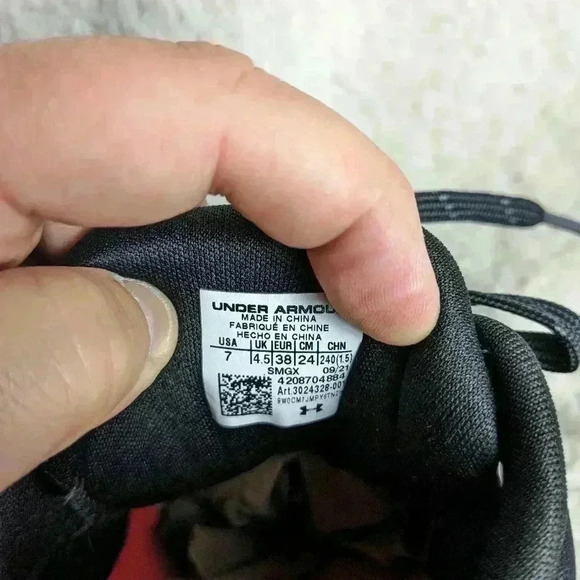 UNDER ARMOU
MADE IN CHINA
FABRIQUÉ EN CHINE
HECHO EN CHINA
USA UK EUR CM CHN
7 4.5 38 24 240(1.5)
SMGX 09/21
4208704884
Art.3024328-001